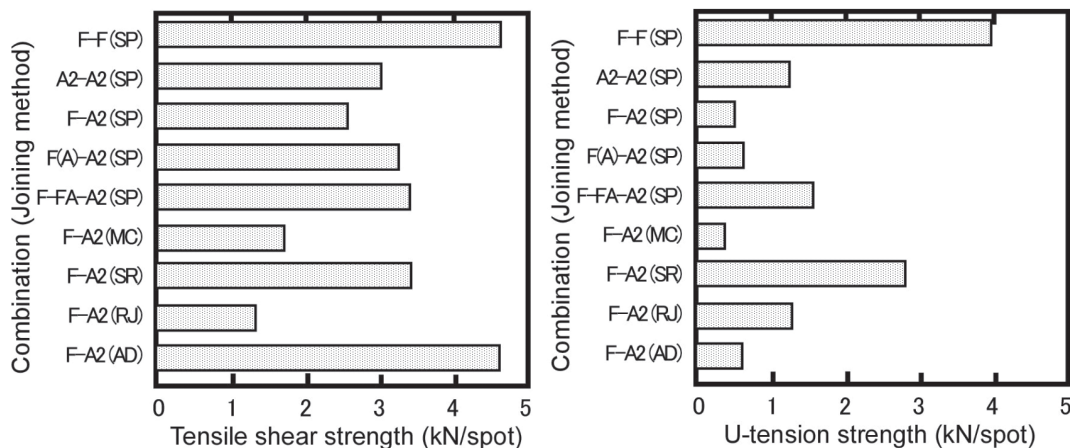 Combination (Joining method)
F-F(SP)
A2-A2(SP)
F-A2(SP)
F(A)-A2(SP)
F-FA-A2(SP)
F-A2(MC)
F-A2(SR)
F-A2(RJ)
F-A2(AD)
0 1 2 3 4 5
Tensile shear strength (kN/spot)
Combination (Joining method)
F-F(SP)
A2-A2(SP)
F-A2(SP)
F(A)-A2(SP)
F-FA-A2(SP)
F-A2(MC)
F-A2(SR)
F-A2(RJ)
F-A2(AD)
0 1 2 3 4 5
U-tension strength (kN/spot)